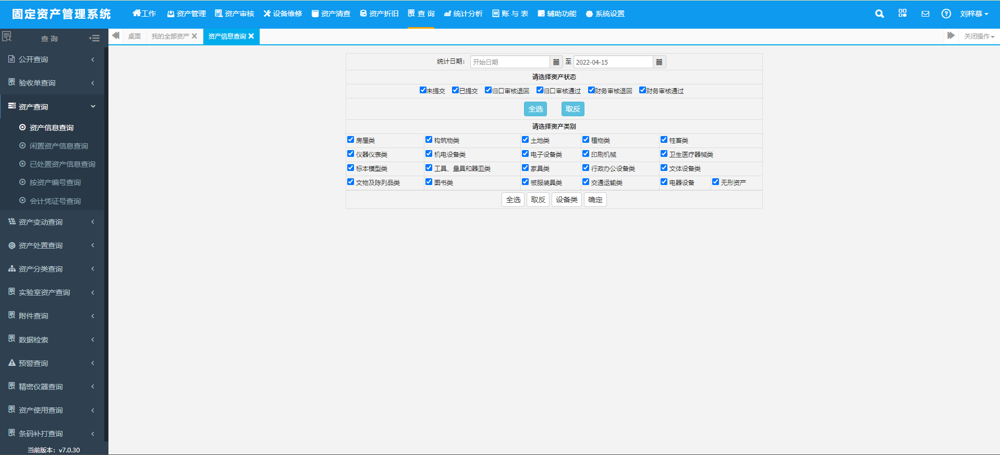 固定资产管理系统
工作 资产管理 资产审核 设备维修 资产清查 资产折旧 查 询 统计分析 账 与 表 辅助功能 系统设置
刘梓慕
查 询
桌面 我的全部资产 资产信息查询 关闭操作
公开查询
验收单查询
资产查询
资产信息查询
闲置资产信息查询
已处置资产信息查询
按资产编号查询
会计凭证号查询
资产变动查询
资产处置查询
资产分类查询
实验室资产查询
附件查询
数据检索
预警查询
精密仪器查询
资产使用查询
条码补打查询
当前版本：v7.0.30
统计日期： 开始日期 至 2022-04-15
请选择资产状态
未提交 已提交 归口审核退回 归口审核通过 财务审核退回 财务审核通过
全选 取反
请选择资产类别
房屋类 构筑物类 土地类 植物类 牲畜类
仪器仪表类 机电设备类 电子设备类 印刷机械 卫生医疗器械类
标本模型类 工具、量具和器皿类 家具类 行政办公设备类 文体设备类
文物及陈列品类 图书类 被服装具类 交通运输类 电器设备 无形资产
全选 取反 设备类 确定